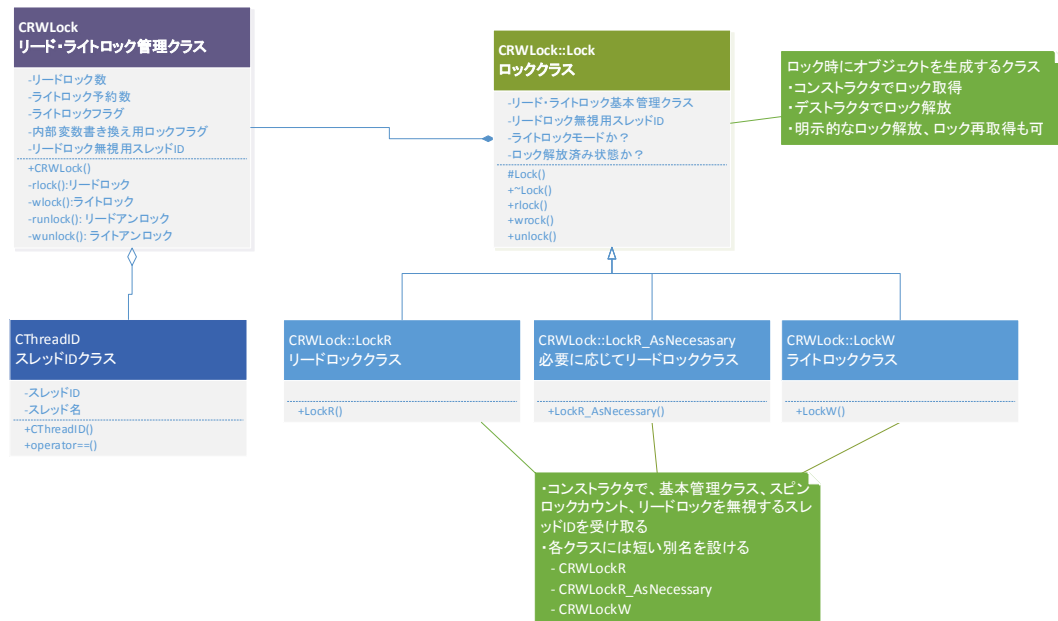 CRWLock
リード・ライトロック管理クラス
-リードロック数
-ライトロック予約数
-ライトロックフラグ
-内部変数書き換え用ロックフラグ
-リードロック無視用スレッドID
+CRWLock()
-rlock():リードロック
-wlock():ライトロック
-runlock(): リードアンロック
-wunlock(): ライトアンロック
CRWLock::Lock
ロッククラス
-リード・ライトロック基本管理クラス
-リードロック無視用スレッドID
-ライトロックモードか？
-ロック解放済み状態か？
#Lock()
+~Lock()
+rlock()
+wrock()
+unlock()
ロック時にオブジェクトを生成するクラス
・コンストラクタでロック取得
・デストラクタでロック解放
・明示的なロック解放、ロック再取得も可
CThreadID
スレッドIDクラス
-スレッドID
-スレッド名
+CThreadID()
+operator==()
CRWLock::LockR
リードロッククラス
+LockR()
CRWLock::LockR_AsNecesasary
必要に応じてリードロッククラス
+LockR_AsNecessary()
CRWLock::LockW
ライトロッククラス
+LockW()
・コンストラクタで、基本管理クラス、スピン
ロックカウント、リードロックを無視するスレ
ッドIDを受け取る
・各クラスには短い別名を設ける
- CRWLockR
- CRWLockR_AsNecessary
- CRWLockW